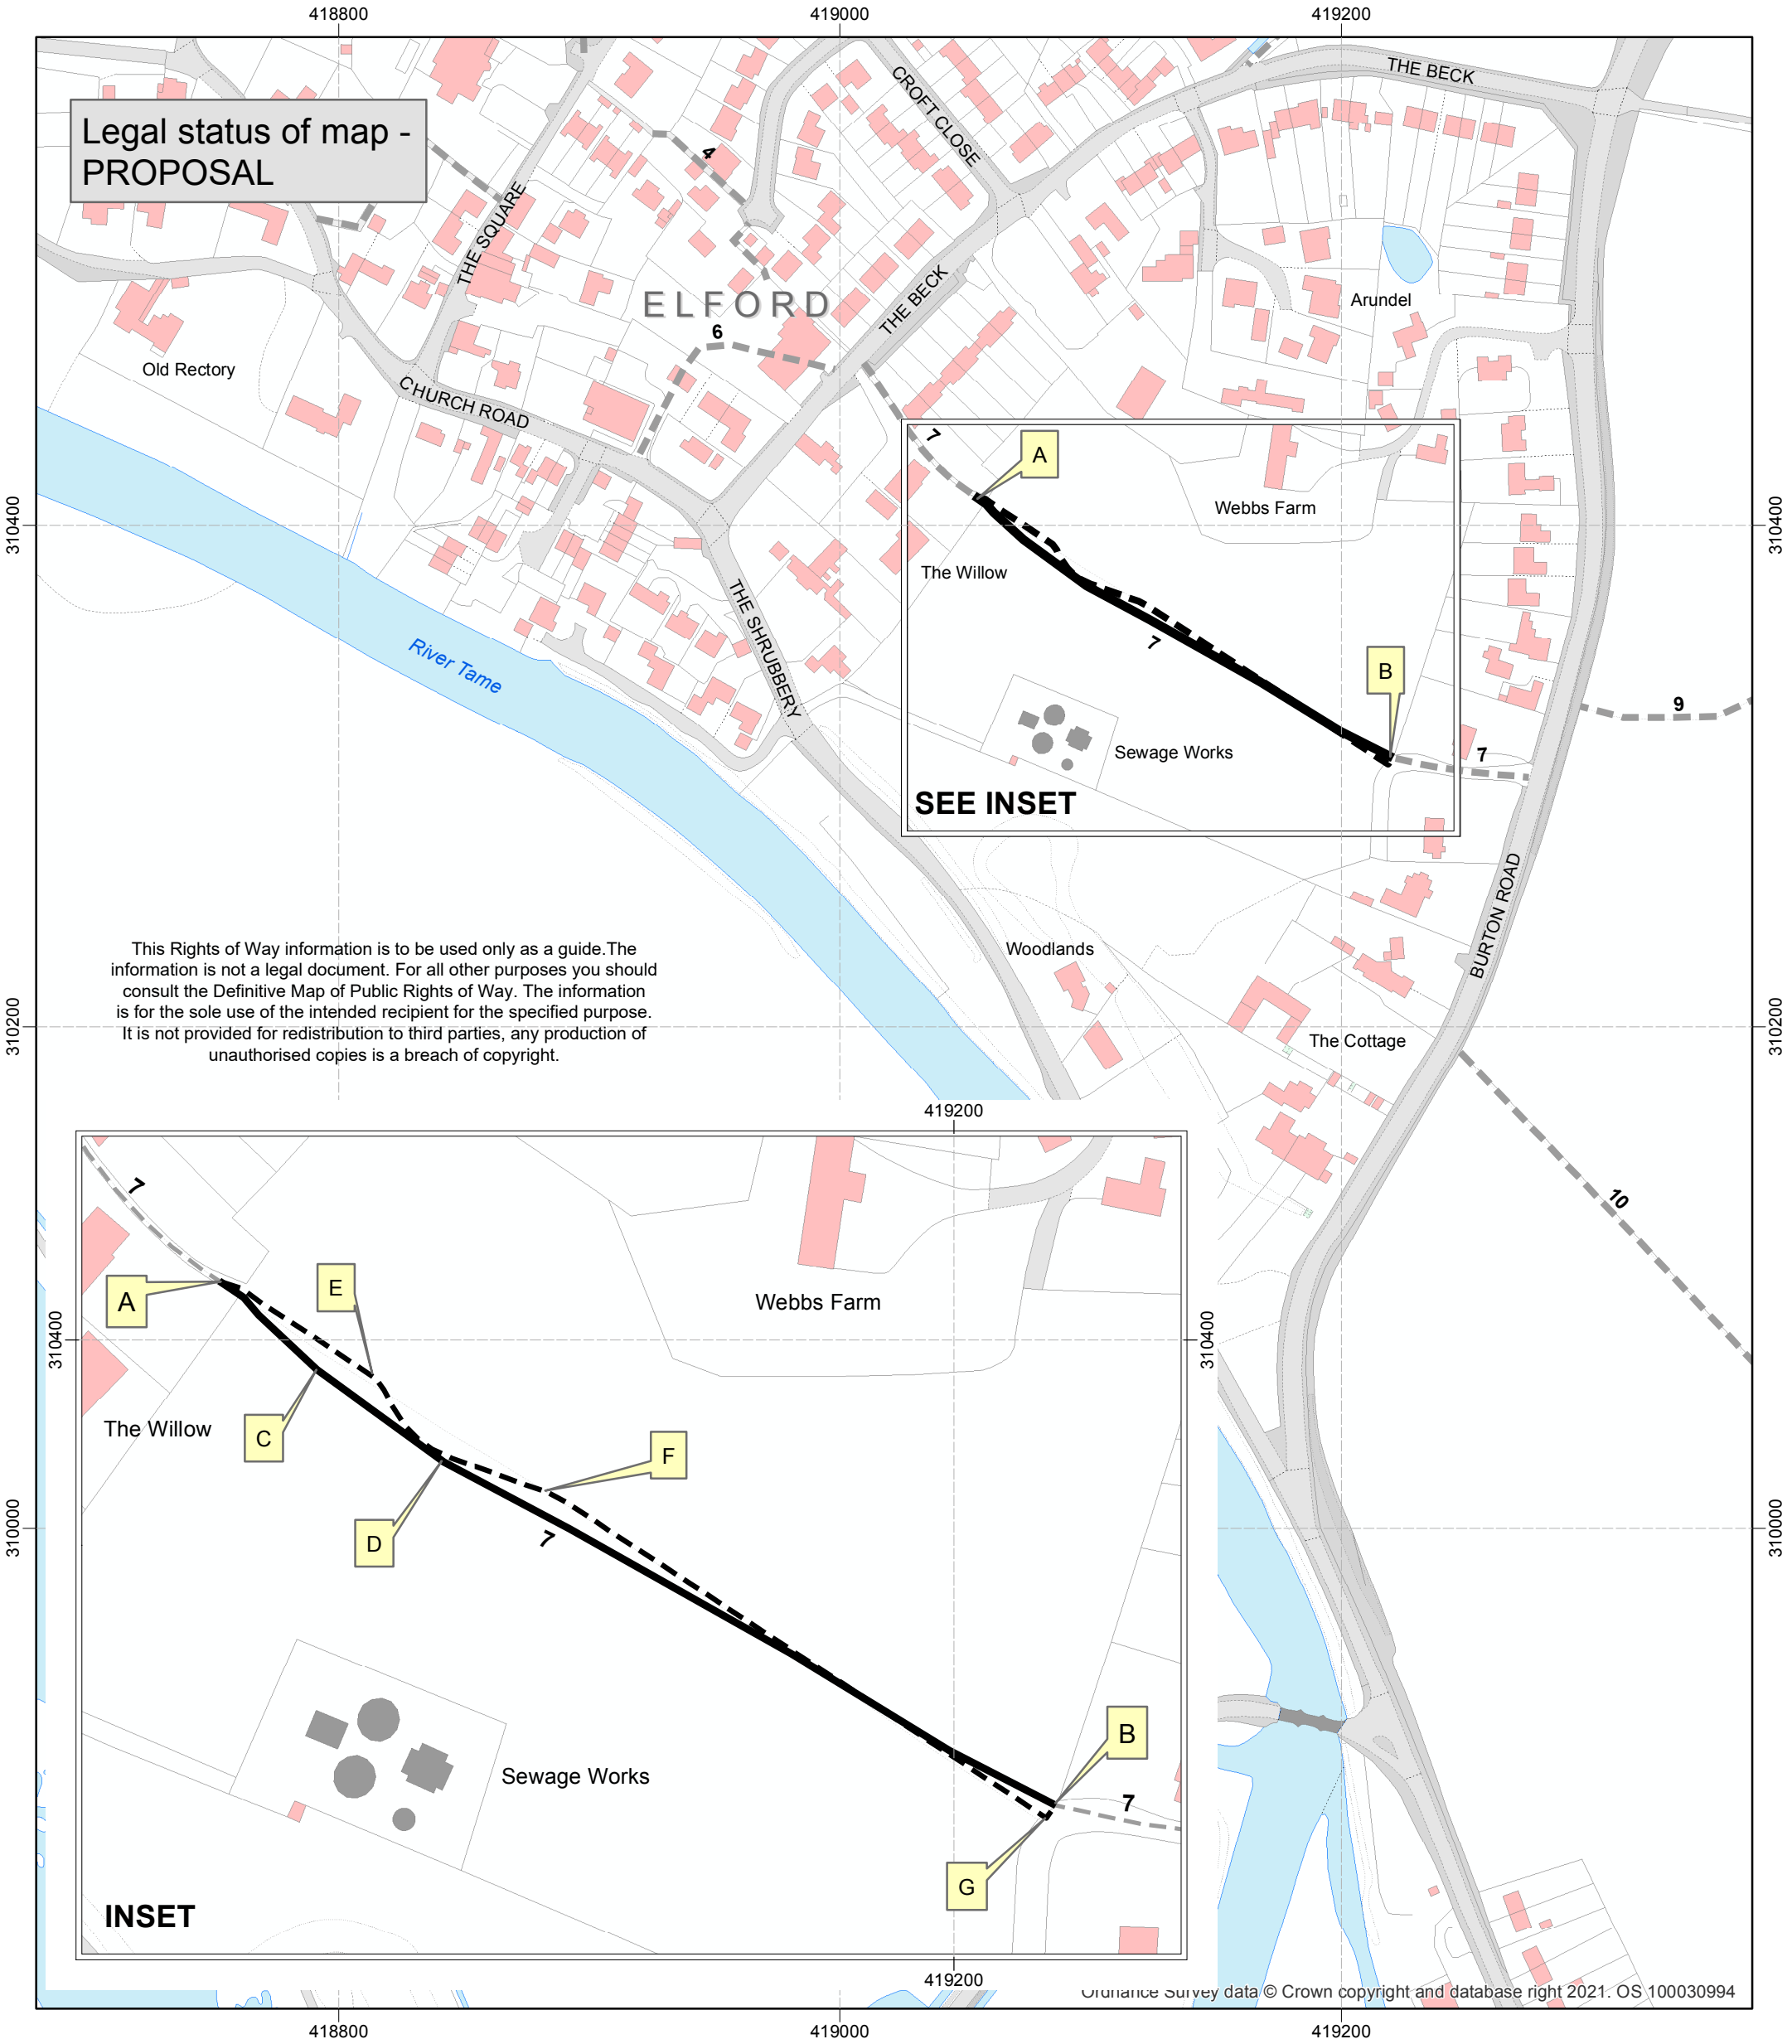 418800
419000
419200
THE BECK
CROFT CLOSE
Legal status of map -
PROPOSAL
4
THE SQUARE
ELFORD
THE BECK
Arundel
6
Old Rectory
CHURCH ROAD
7
A
Webbs Farm
310400
310400
The Willow
THE SHRUBBERY
River Tame
7
B
9
Sewage Works
7
SEE INSET
BURTON ROAD
This Rights of Way information is to be used only as a guide.The
information is not a legal document. For all other purposes you should
consult the Definitive Map of Public Rights of Way. The information
is for the sole use of the intended recipient for the specified purpose.
It is not provided for redistribution to third parties, any production of
unauthorised copies is a breach of copyright.
Woodlands
310200
310200
The Cottage
419200
7
10
E
A
Webbs Farm
310400
310400
The Willow
C
F
D
7
310000
310000
B
Sewage Works
7
G
INSET
419200
Ordnance Survey data © Crown copyright and database right 2021. OS 100030994
418800
419000
419200